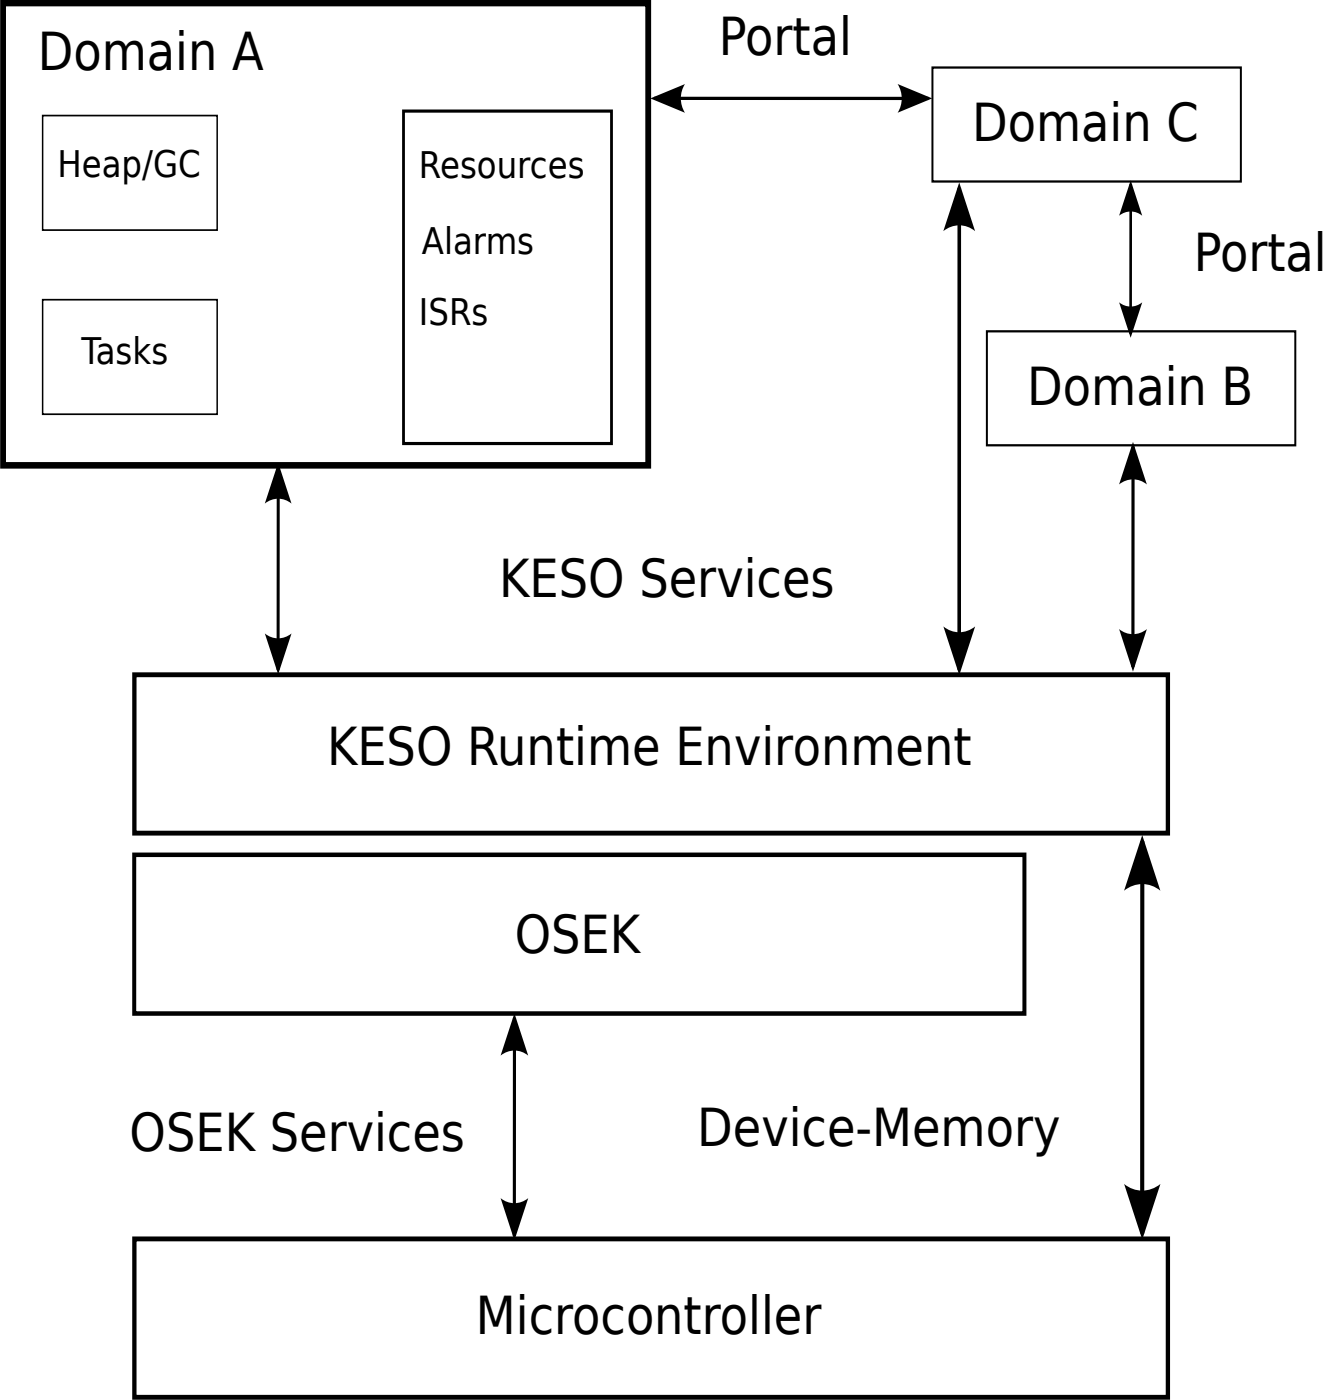 Domain A
Heap/GC
Tasks
Resources
Alarms
ISRs
Portal
Domain C
Portal
Domain B
KESO Services
KESO Runtime Environment
OSEK
OSEK Services
Device-Memory
Microcontroller